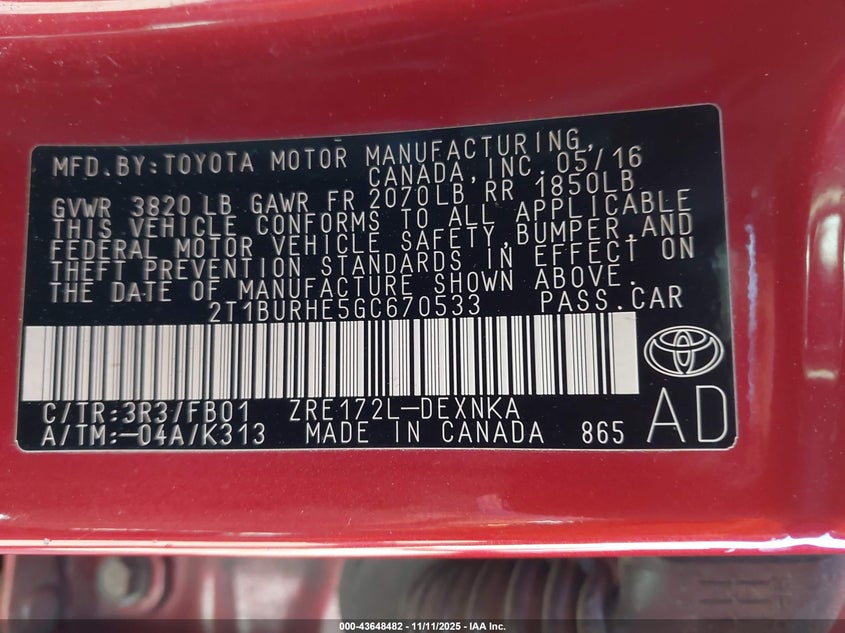 MFD.BY:TOYOTA MOTOR MANUFACTURING,
CANADA,INC. 05/16
GVWR 3820 LB GAWR FR 2070LB RR 1850LB
THIS VEHICLE CONFORMS TO ALL APPLICABLE
FEDERAL MOTOR VEHICLE SAFETY,BUMPER,AND
THEFT PREVENTION STANDARDS IN EFFECT ON
THE DATE OF MANUFACTURE SHOWN ABOVE.
2T1BURHE5GC670533 PASS.CAR
C/TR:3R3/FB01 ZRE172L-DEXNKA
A/TM:-04A/K313 MADE IN CANADA 865 AD
000-43648482 - 11/11/2025 - IAA Inc.